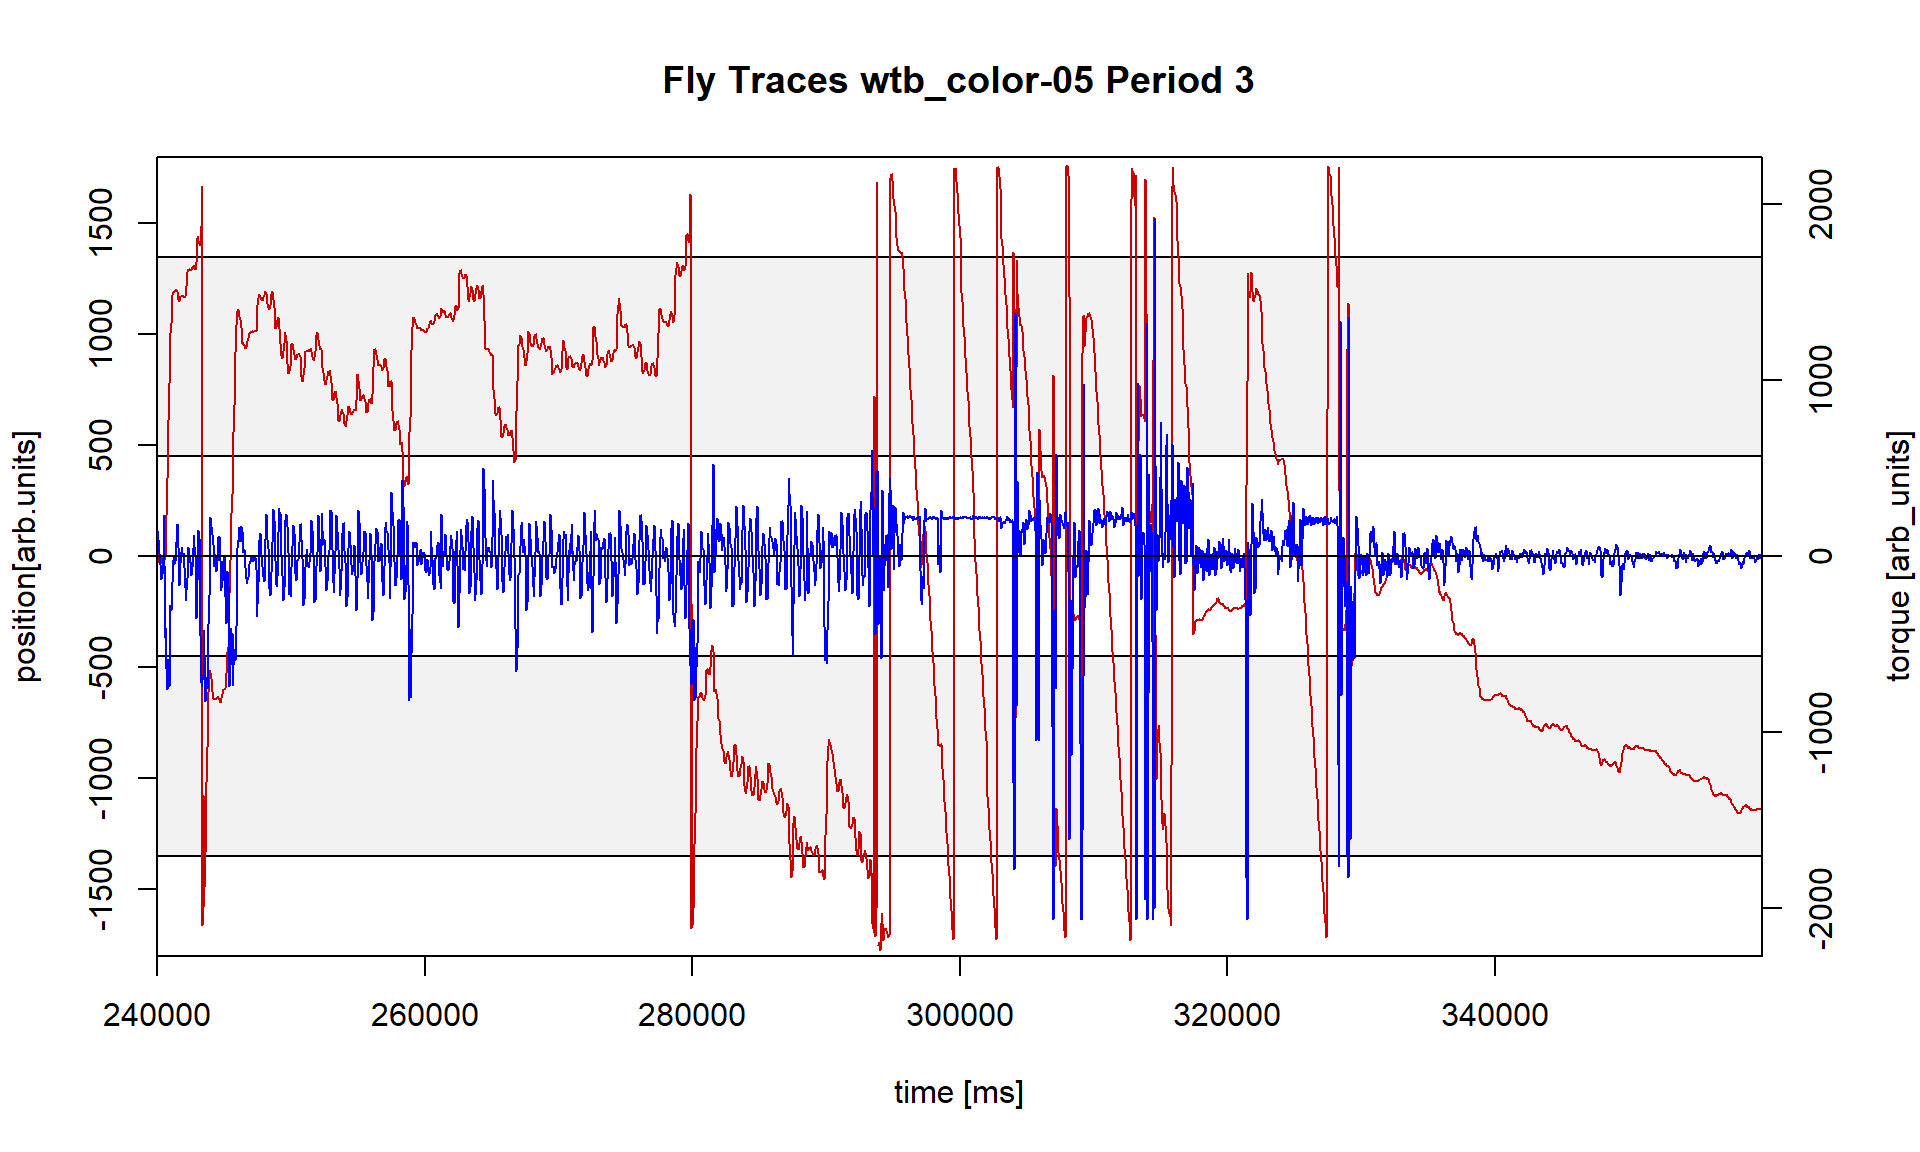 Fly Traces wtb_color-05 Period 3
position[arb.units]
1500
1000
500
0
-500
-1000
-1500
torque [arb_units]
2000
1000
0
-1000
-2000
240000 260000 280000 300000 320000 340000
time [ms]